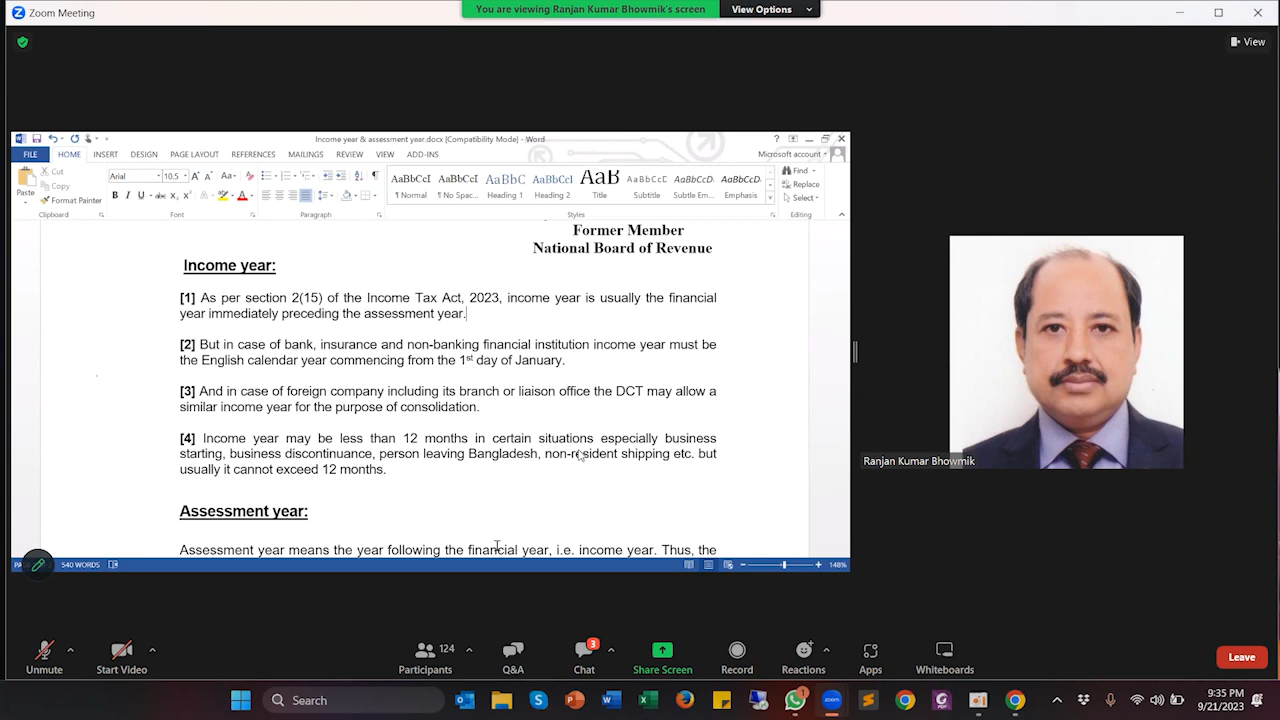 Zoom Meeting
You are viewing Ranjan Kumar Bhowmik's screen
View Options
View
Income year & assessment year.docx [Compatibility Mode] - Word
FILE HOME INSERT DESIGN PAGE LAYOUT REFERENCES MAILINGS REVIEW VIEW ADD-INS Microsoft account
Paste Cut Copy Format Painter
Arial 10.5
AaBbCcI AaBbCcI AaBbC AaBbCcI AaB AaBbCcC AaBbCcD AaBbCcD
¶ Normal ¶ No Spac... Heading 1 Heading 2 Title Subtitle Subtle Em... Emphasis
Find Replace Select
Clipboard Font Paragraph Styles Editing
Former Member
National Board of Revenue
Income year:
[1] As per section 2(15) of the Income Tax Act, 2023, income year is usually the financial
year immediately preceding the assessment year.
[2] But in case of bank, insurance and non-banking financial institution income year must be
the English calendar year commencing from the 1st day of January.
[3] And in case of foreign company including its branch or liaison office the DCT may allow a
similar income year for the purpose of consolidation.
[4] Income year may be less than 12 months in certain situations especially business
starting, business discontinuance, person leaving Bangladesh, non-resident shipping etc. but
usually it cannot exceed 12 months.
Assessment year:
Assessment year means the year following the financial year, i.e. income year. Thus, the
540 WORDS 148%
Ranjan Kumar Bhowmik
124 3
Unmute Start Video Participants Q&A Chat Share Screen Record Reactions Apps Whiteboards Leave
Search
9:35 PM
9/21/2023